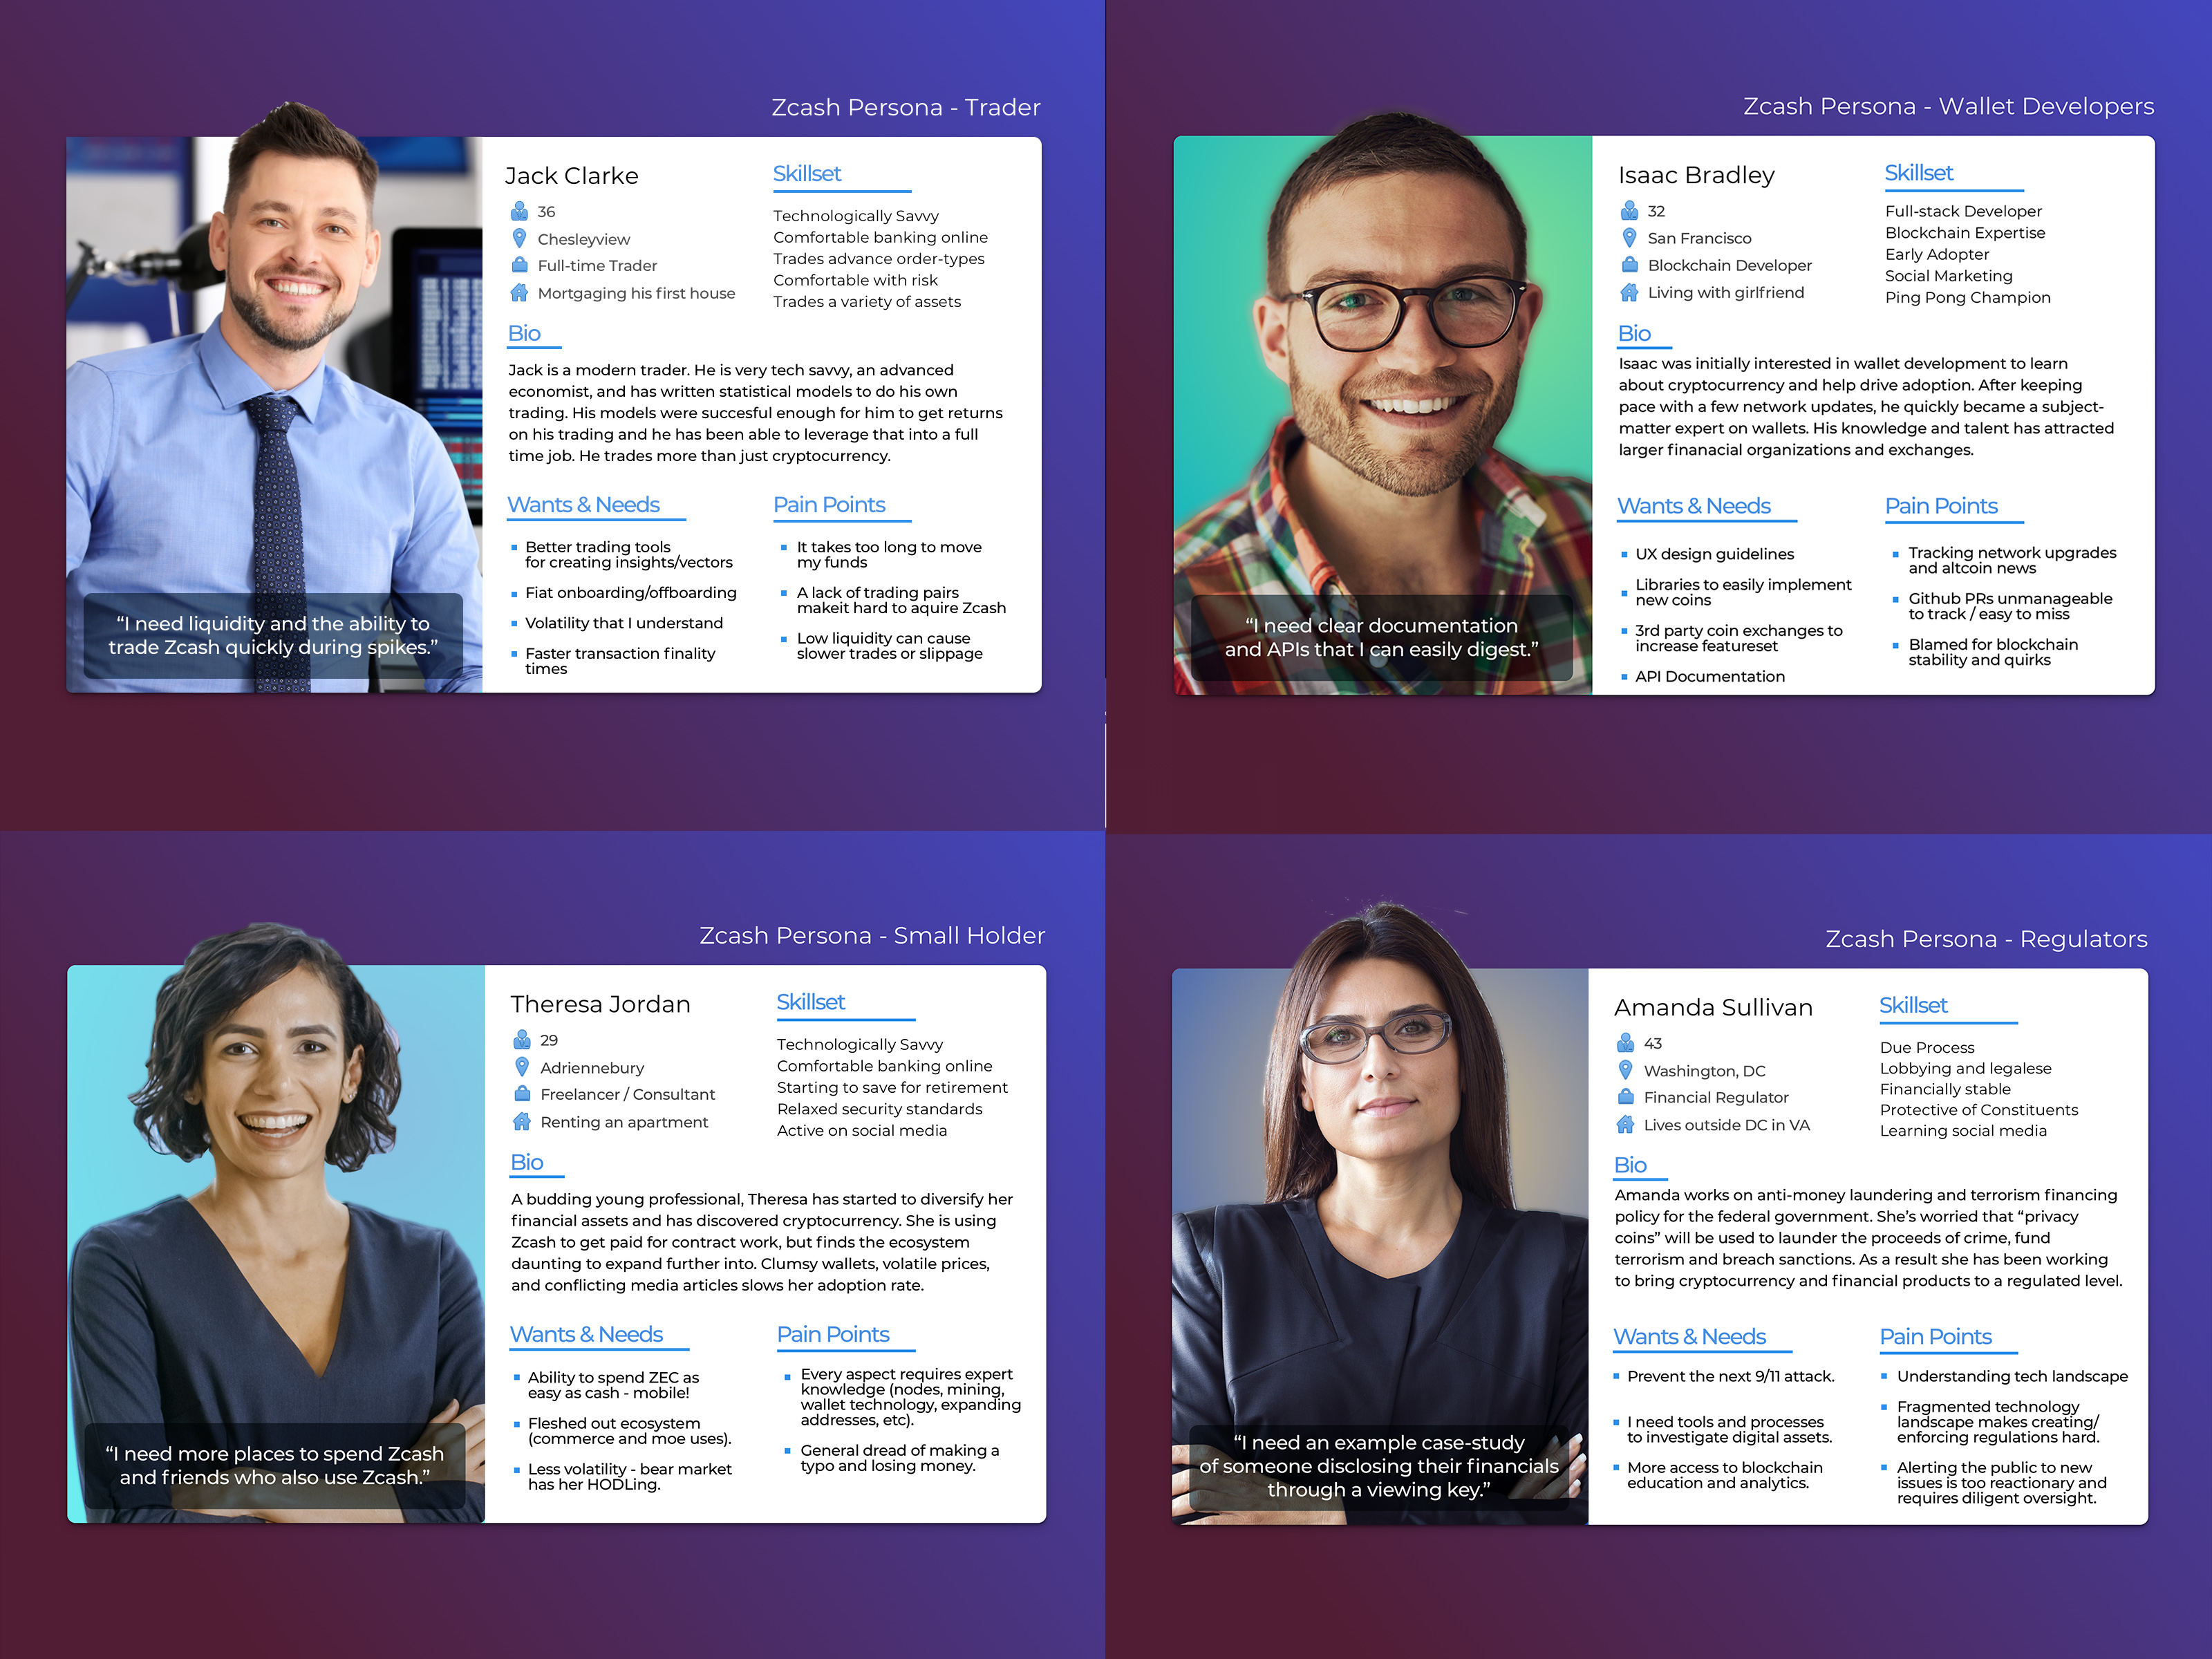 Zcash Persona - Trader
Jack Clarke
36
Chesleyview
Full-time Trader
Mortgaging his first house
Skillset
Technologically Savvy
Comfortable banking online
Trades advance order-types
Comfortable with risk
Trades a variety of assets
Bio
Jack is a modern trader. He is very tech savvy, an advanced
economist, and has written statistical models to do his own
trading. His models were succesful enough for him to get returns
on his trading and he has been able to leverage that into a full
time job. He trades more than just cryptocurrency.
Wants & Needs
Better trading tools
for creating insights/vectors
Fiat onboarding/offboarding
Volatility that I understand
Faster transaction finality
times
Pain Points
It takes too long to move
my funds
A lack of trading pairs
makeit hard to aquire Zcash
Low liquidity can cause
slower trades or slippage
“I need liquidity and the ability to
trade Zcash quickly during spikes.”
Zcash Persona - Wallet Developers
Isaac Bradley
32
San Francisco
Blockchain Developer
Living with girlfriend
Skillset
Full-stack Developer
Blockchain Expertise
Early Adopter
Social Marketing
Ping Pong Champion
Bio
Isaac was initially interested in wallet development to learn
about cryptocurrency and help drive adoption. After keeping
pace with a few network updates, he quickly became a subject-
matter expert on wallets. His knowledge and talent has attracted
larger finanacial organizations and exchanges.
Wants & Needs
UX design guidelines
Libraries to easily implement
new coins
3rd party coin exchanges to
increase featureset
API Documentation
Pain Points
Tracking network upgrades
and altcoin news
Github PRs unmanageable
to track / easy to miss
Blamed for blockchain
stability and quirks
“I need clear documentation
and APIs that I can easily digest.”
Zcash Persona - Small Holder
Theresa Jordan
29
Adriennebury
Freelancer / Consultant
Renting an apartment
Skillset
Technologically Savvy
Comfortable banking online
Starting to save for retirement
Relaxed security standards
Active on social media
Bio
A budding young professional, Theresa has started to diversify her
financial assets and has discovered cryptocurrency. She is using
Zcash to get paid for contract work, but finds the ecosystem
daunting to expand further into. Clumsy wallets, volatile prices,
and conflicting media articles slows her adoption rate.
Wants & Needs
Ability to spend ZEC as
easy as cash - mobile!
Fleshed out ecosystem
(commerce and moe uses).
Less volatility - bear market
has her HODLing.
Pain Points
Every aspect requires expert
knowledge (nodes, mining,
wallet technology, expanding
addresses, etc).
General dread of making a
typo and losing money.
“I need more places to spend Zcash
and friends who also use Zcash.”
Zcash Persona - Regulators
Amanda Sullivan
43
Washington, DC
Financial Regulator
Lives outside DC in VA
Skillset
Due Process
Lobbying and legalese
Financially stable
Protective of Constituents
Learning social media
Bio
Amanda works on anti-money laundering and terrorism financing
policy for the federal government. She’s worried that “privacy
coins” will be used to launder the proceeds of crime, fund
terrorism and breach sanctions. As a result she has been working
to bring cryptocurrency and financial products to a regulated level.
Wants & Needs
Prevent the next 9/11 attack.
I need tools and processes
to investigate digital assets.
More access to blockchain
education and analytics.
Pain Points
Understanding tech landscape
Fragmented technology
landscape makes creating/
enforcing regulations hard.
Alerting the public to new
issues is too reactionary and
requires diligent oversight.
“I need an example case-study
of someone disclosing their financials
through a viewing key.”